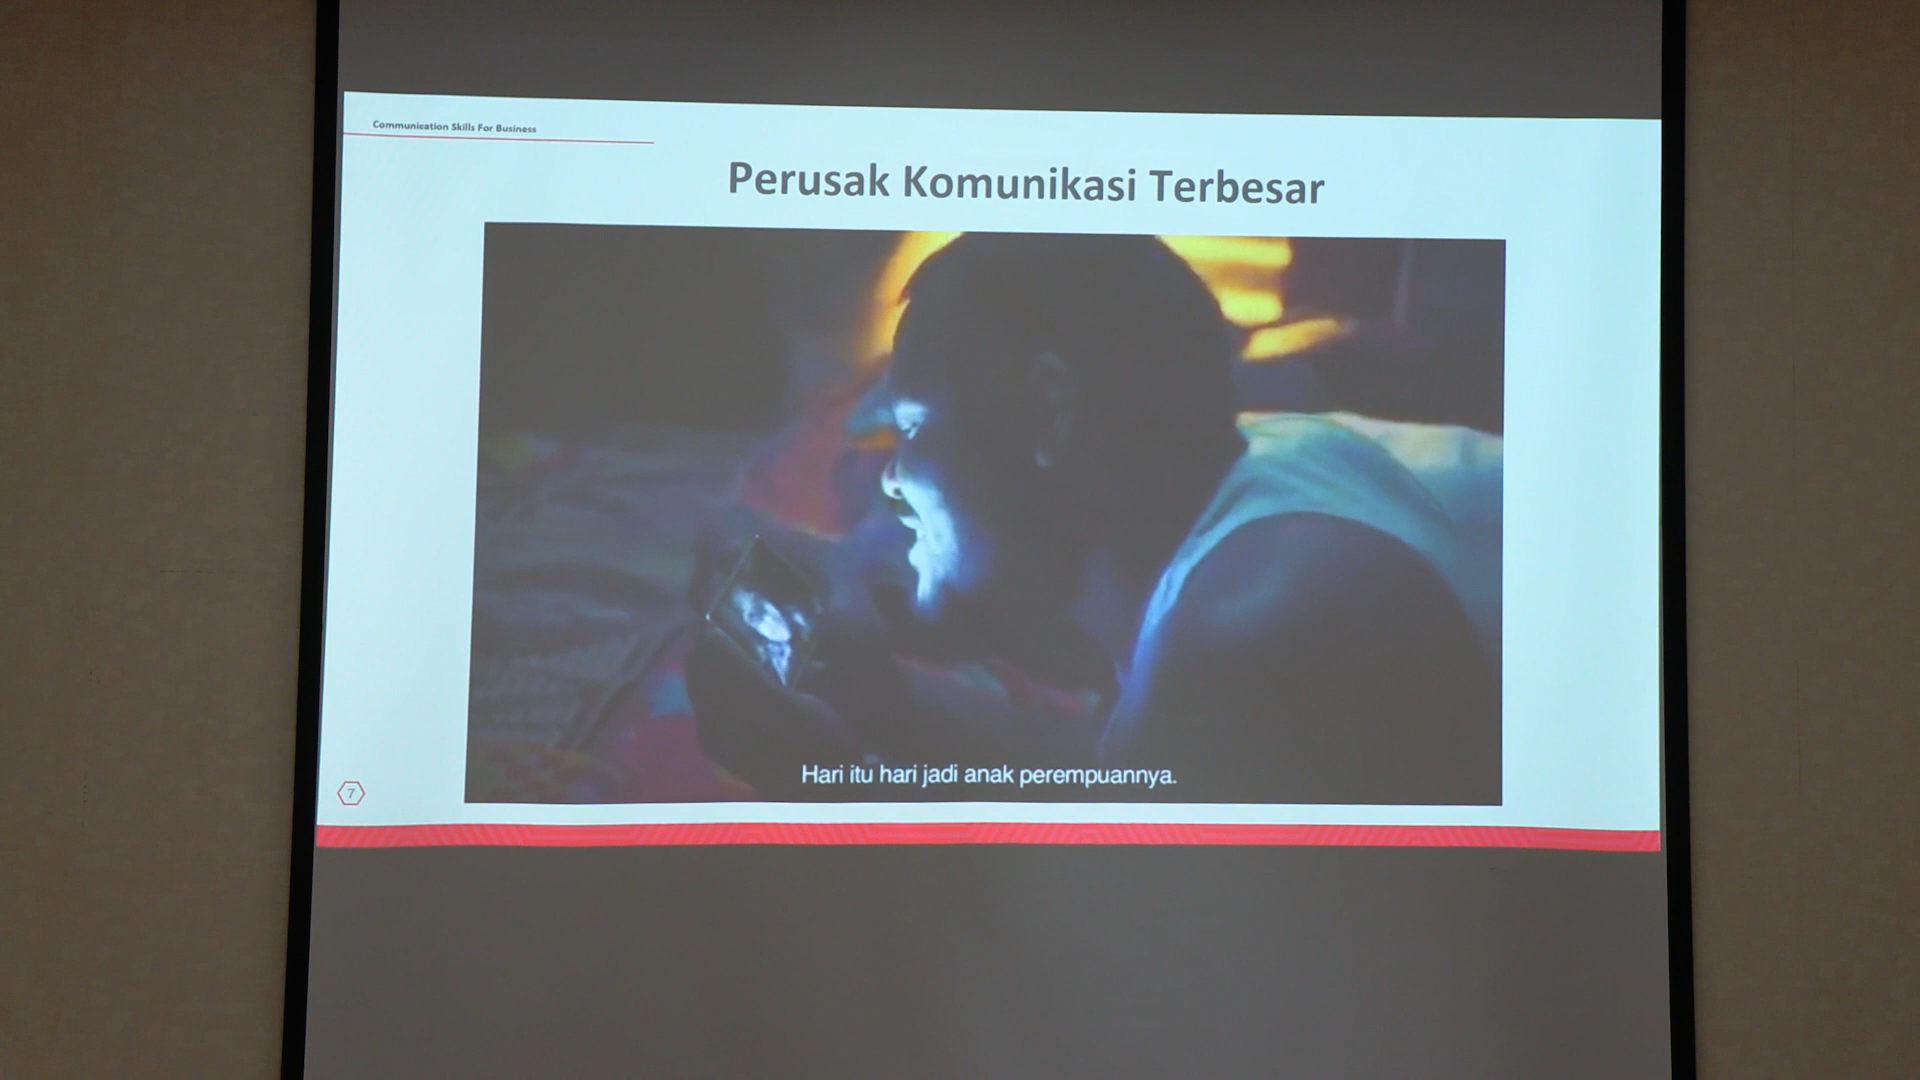 Communication Skills For Business
Perusak Komunikasi Terbesar
Hari itu hari jadi anak perempuannya.
7